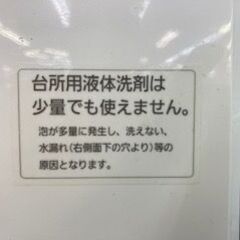 台所用液体洗剤は
少量でも使えません。
泡が多量に発生し、洗えない、
水漏れ（右側面下の穴より）等の
原因となります。